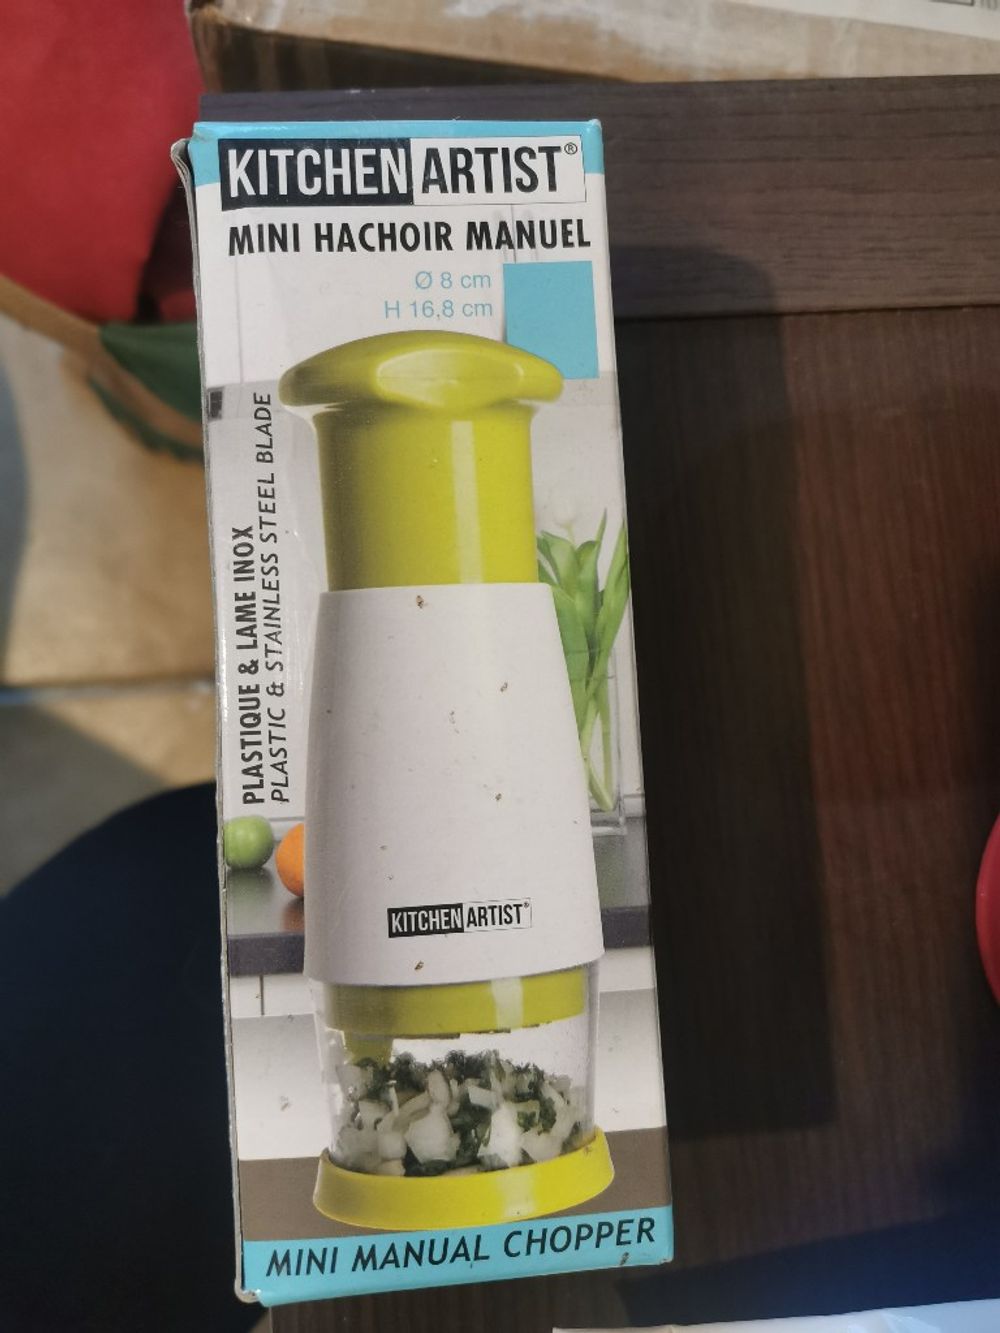 KITCHEN ARTIST®
MINI HACHOIR MANUEL
Ø 8 cm
H 16,8 cm
PLASTIQUE & LAME INOX
PLASTIC & STAINLESS STEEL BLADE
KITCHEN ARTIST®
MINI MANUAL CHOPPER